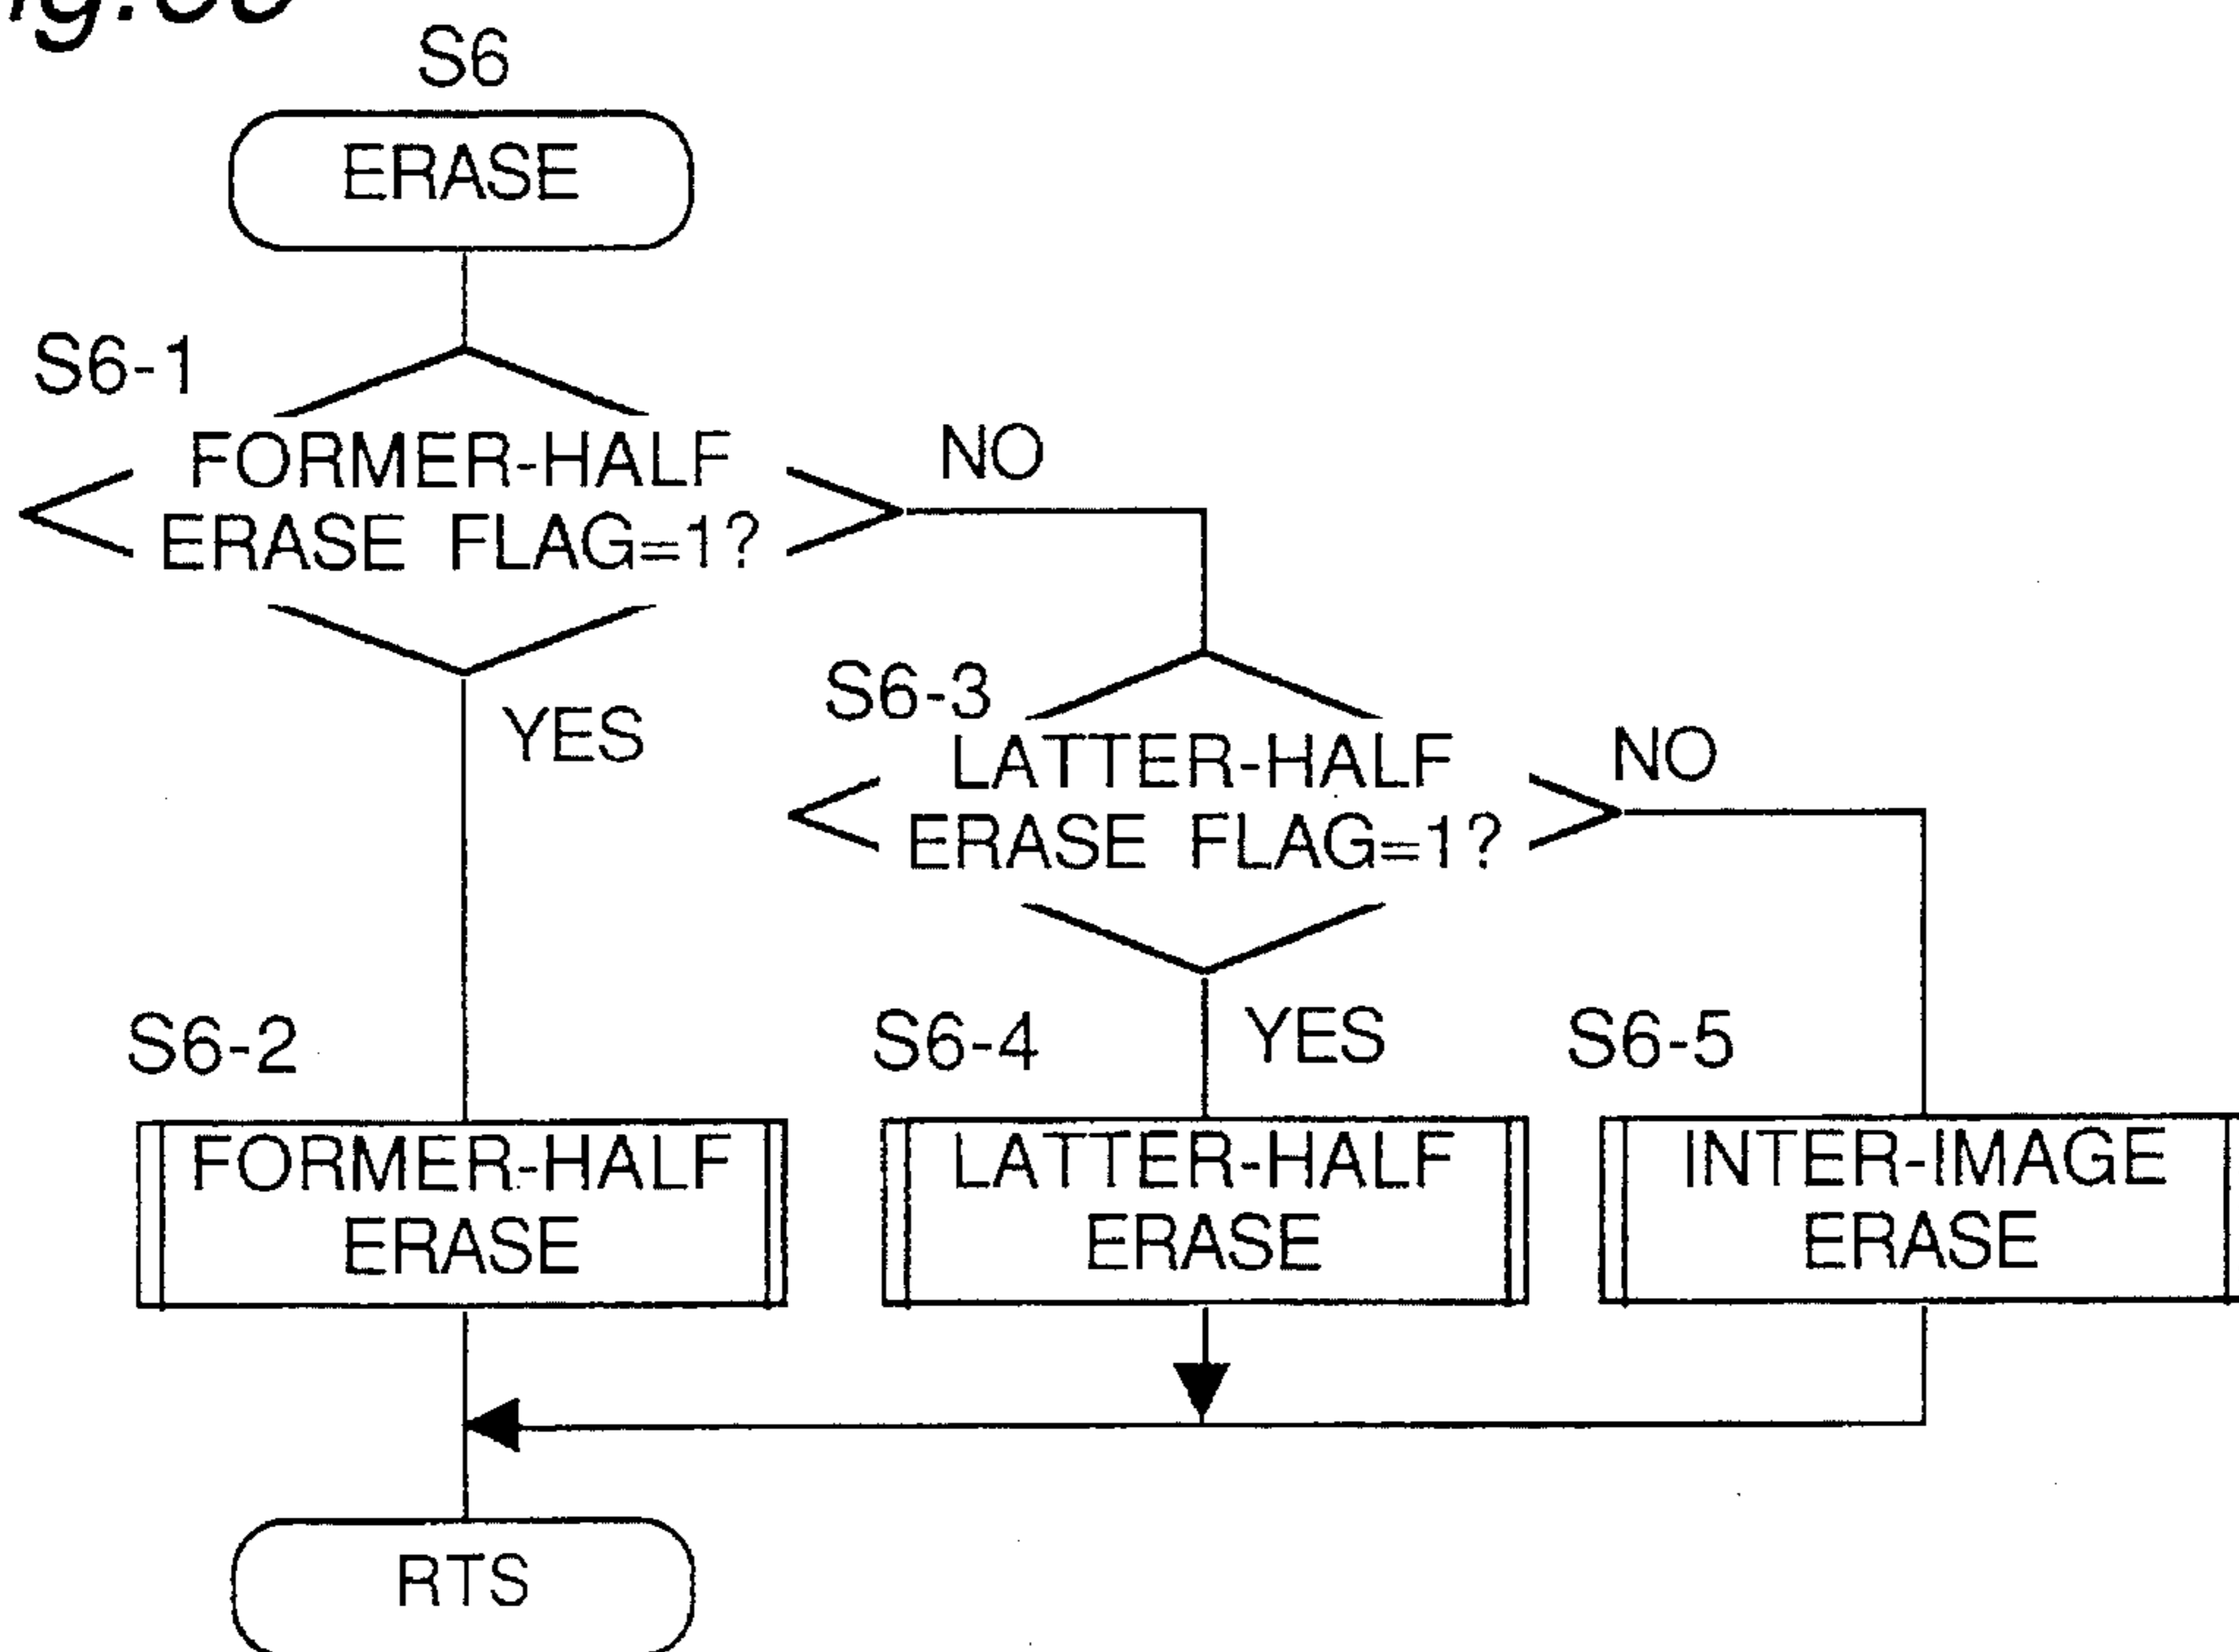 S6
ERASE
S6-1
FORMER-HALF
ERASE FLAG=1?
NO
YES
S6-3
LATTER-HALF
ERASE FLAG=1?
NO
S6-2
S6-4
YES
S6-5
FORMER-HALF
ERASE
LATTER-HALF
ERASE
INTER-IMAGE
ERASE
RTS